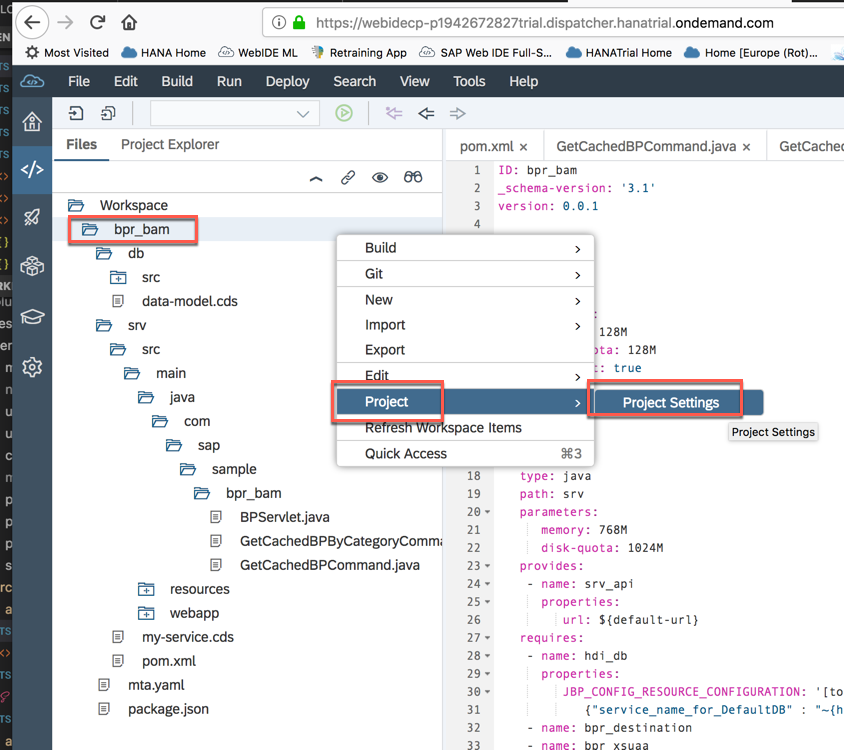 https://webidecp-p1942672827trial.dispatcher.hanatrial.ondemand.com
Most Visited HANA Home WebIDE ML Retraining App SAP Web IDE Full-S... HANATrial Home Home [Europe (Rot)...
File Edit Build Run Deploy Search View Tools Help
Files Project Explorer
Workspace
bpr_bam
db
src
data-model.cds
srv
src
main
java
com
sap
sample
bpr_bam
BPServlet.java
GetCachedBPByCategoryComma
GetCachedBPCommand.java
resources
webapp
my-service.cds
pom.xml
mta.yaml
package.json
Build
Git
New
Import
Export
Edit
Project
Refresh Workspace Items
Quick Access ⌘3
Project Settings
Project Settings
pom.xml × GetCachedBPCommand.java × GetCached
1 ID: bpr_bam
2 _schema-version: '3.1'
3 version: 0.0.1
4
:
128M
ota: 128M
: true
18 type: java
19 path: srv
20 parameters:
21 memory: 768M
22 disk-quota: 1024M
23 provides:
24 - name: srv_api
25 properties:
26 url: ${default-url}
27 requires:
28 - name: hdi_db
29 properties:
30 JBP_CONFIG_RESOURCE_CONFIGURATION: '[to
31 {"service_name_for_DefaultDB" : "~{h
32 - name: bpr_destination
33 - name: bpr_xsuaa